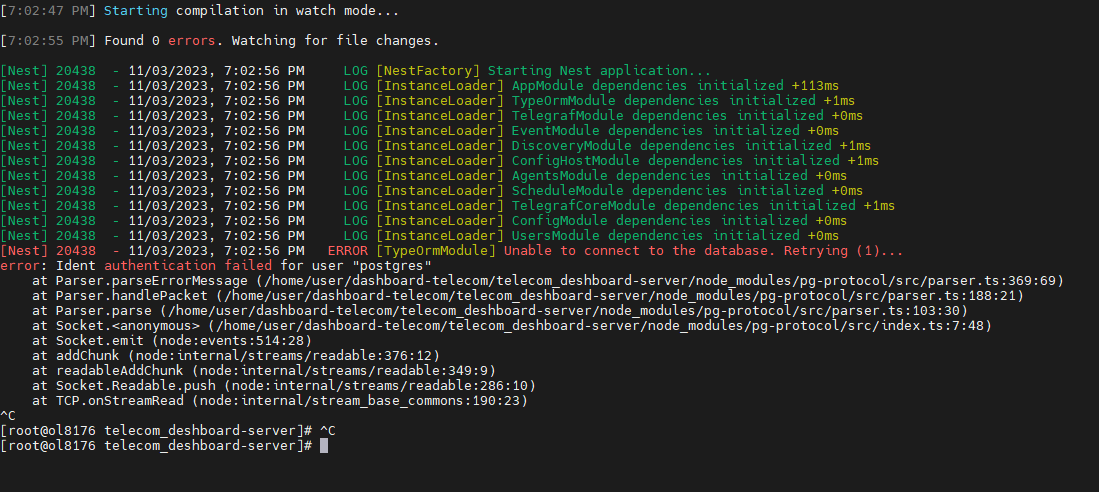 [7:02:47 PM] Starting compilation in watch mode...
[7:02:55 PM] Found 0 errors. Watching for file changes.
[Nest] 20438  - 11/03/2023, 7:02:56 PM     LOG [NestFactory] Starting Nest application...
[Nest] 20438  - 11/03/2023, 7:02:56 PM     LOG [InstanceLoader] AppModule dependencies initialized +113ms
[Nest] 20438  - 11/03/2023, 7:02:56 PM     LOG [InstanceLoader] TypeOrmModule dependencies initialized +1ms
[Nest] 20438  - 11/03/2023, 7:02:56 PM     LOG [InstanceLoader] TelegrafModule dependencies initialized +0ms
[Nest] 20438  - 11/03/2023, 7:02:56 PM     LOG [InstanceLoader] EventModule dependencies initialized +0ms
[Nest] 20438  - 11/03/2023, 7:02:56 PM     LOG [InstanceLoader] DiscoveryModule dependencies initialized +1ms
[Nest] 20438  - 11/03/2023, 7:02:56 PM     LOG [InstanceLoader] ConfigHostModule dependencies initialized +1ms
[Nest] 20438  - 11/03/2023, 7:02:56 PM     LOG [InstanceLoader] AgentsModule dependencies initialized +0ms
[Nest] 20438  - 11/03/2023, 7:02:56 PM     LOG [InstanceLoader] ScheduleModule dependencies initialized +0ms
[Nest] 20438  - 11/03/2023, 7:02:56 PM     LOG [InstanceLoader] TelegrafCoreModule dependencies initialized +1ms
[Nest] 20438  - 11/03/2023, 7:02:56 PM     LOG [InstanceLoader] ConfigModule dependencies initialized +0ms
[Nest] 20438  - 11/03/2023, 7:02:56 PM     LOG [InstanceLoader] UsersModule dependencies initialized +0ms
[Nest] 20438  - 11/03/2023, 7:02:56 PM   ERROR [TypeOrmModule] Unable to connect to the database. Retrying (1)...
error: Ident authentication failed for user "postgres"
    at Parser.parseErrorMessage (/home/user/dashboard-telecom/telecom_deshboard-server/node_modules/pg-protocol/src/parser.ts:369:69)
    at Parser.handlePacket (/home/user/dashboard-telecom/telecom_deshboard-server/node_modules/pg-protocol/src/parser.ts:188:21)
    at Parser.parse (/home/user/dashboard-telecom/telecom_deshboard-server/node_modules/pg-protocol/src/parser.ts:103:30)
    at Socket.<anonymous> (/home/user/dashboard-telecom/telecom_deshboard-server/node_modules/pg-protocol/src/index.ts:7:48)
    at Socket.emit (node:events:514:28)
    at addChunk (node:internal/streams/readable:376:12)
    at readableAddChunk (node:internal/streams/readable:349:9)
    at Socket.Readable.push (node:internal/streams/readable:286:10)
    at TCP.onStreamRead (node:internal/stream_base_commons:190:23)
^C
[root@ol8176 telecom_deshboard-server]# ^C
[root@ol8176 telecom_deshboard-server]#